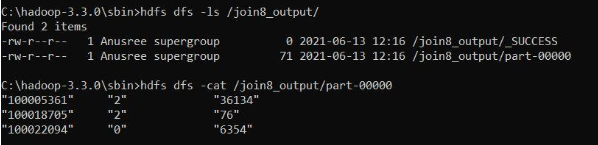 C:\hadoop-3.3.0\sbin>hdfs dfs -ls /join8_output/
Found 2 items
-rw-r--r--   1 Anusree supergroup          0 2021-06-13 12:16 /join8_output/_SUCCESS
-rw-r--r--   1 Anusree supergroup         71 2021-06-13 12:16 /join8_output/part-00000
C:\hadoop-3.3.0\sbin>hdfs dfs -cat /join8_output/part-00000
"100005361"     "2"     "36134"
"100018705"     "2"     "76"
"100022094"     "0"     "6354"